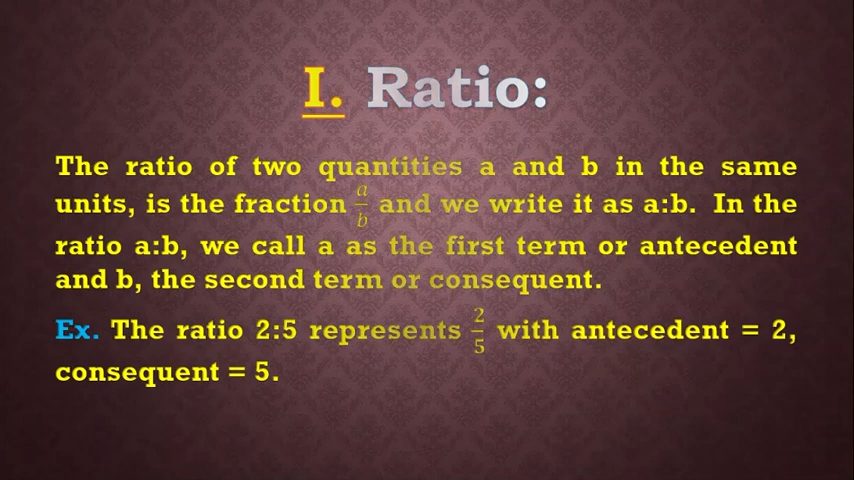 I. Ratio:
The ratio of two quantities a and b in the same
units, is the fraction a/b and we write it as a:b. In the
ratio a:b, we call a as the first term or antecedent
and b, the second term or consequent.
Ex. The ratio 2:5 represents 2/5 with antecedent = 2,
consequent = 5.